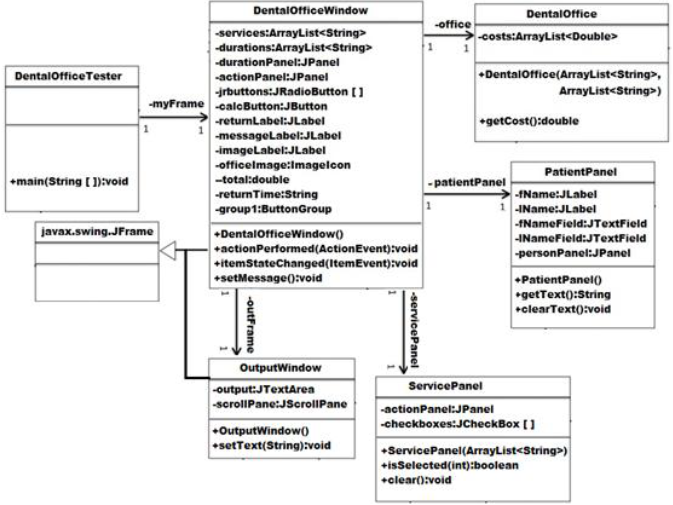 DentalOfficeWindow
-services:ArrayList<String>
-durations:ArrayList<String>
-durationPanel:JPanel
-actionPanel:JPanel
-jrbuttons:JRadioButton [ ]
-calcButton:JButton
-returnLabel:JLabel
-messageLabel:JLabel
-imageLabel:JLabel
-officeImage:ImageIcon
--total:double
-returnTime:String
-group1:ButtonGroup
+DentalOfficeWindow()
+actionPerformed(ActionEvent):void
+itemStateChanged(ItemEvent):void
+setMessage():void
-office
1
1
DentalOffice
-costs:ArrayList<Double>
+DentalOffice(ArrayList<String>,
ArrayList<String>)
+getCost():double
DentalOfficeTester
+main(String [ ]):void
-myFrame
1
1
-patientPanel
1
1
PatientPanel
-fName:JLabel
-lName:JLabel
-fNameField:JTextField
-lNameField:JTextField
-personPanel:JPanel
+PatientPanel()
+getText():String
+clearText():void
javax.swing.JFrame
1
-outFrame
1
1
-servicePanel
1
OutputWindow
-output:JTextArea
-scrollPane:JScrollPane
+OutputWindow()
+setText(String):void
ServicePanel
-actionPanel:JPanel
-checkboxes:JCheckBox [ ]
+ServicePanel(ArrayList<String>)
+isSelected(int):boolean
+clear():void